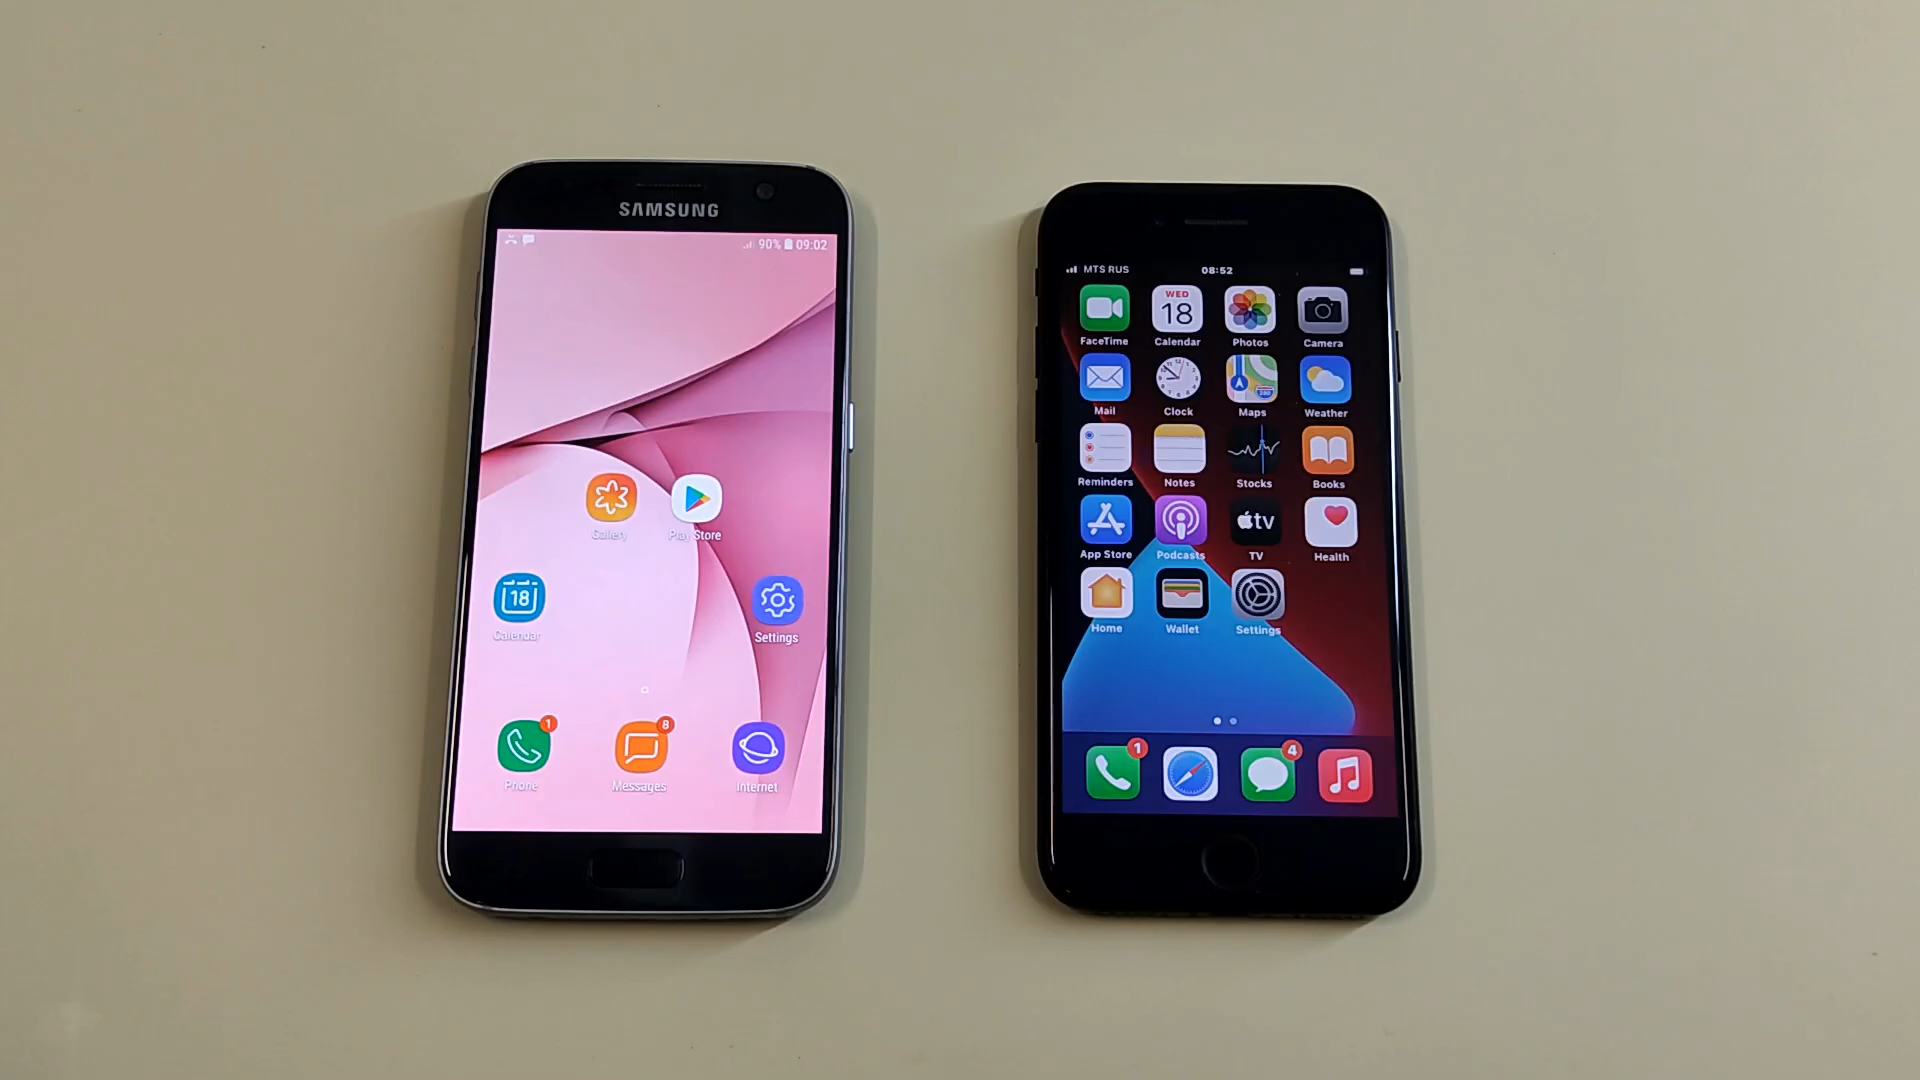 SAMSUNG
90% 09:02
Gallery
Play Store
18
Calendar
Settings
1
8
Phone
Messages
Internet
MTS RUS
08:52
WED
18
FaceTime
Calendar
Photos
Camera
Mail
Clock
Maps
Weather
Reminders
Notes
Stocks
Books
tv
App Store
Podcasts
TV
Health
Home
Wallet
Settings
1
4